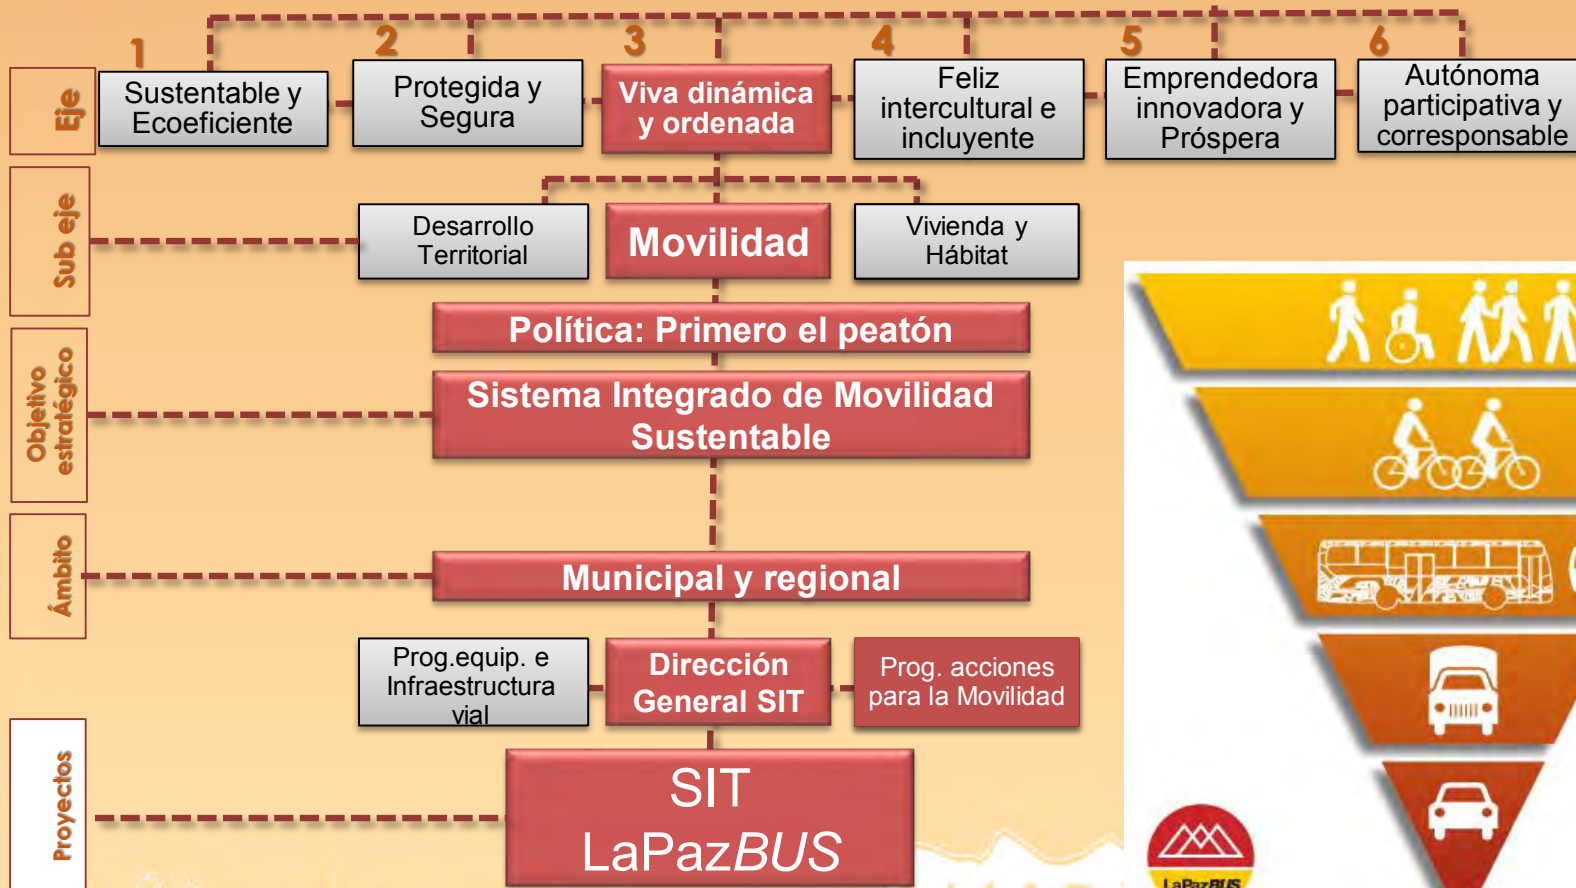 1
2
3
4
5
6
Eje
Sustentable y
Ecoeficiente
Protegida y
Segura
Viva dinámica
y ordenada
Feliz
intercultural e
incluyente
Emprendedora
innovadora y
Próspera
Autónoma
participativa y
corresponsable
Sub eje
Desarrollo
Territorial
Movilidad
Vivienda y
Hábitat
Política: Primero el peatón
Objetivo
estratégico
Sistema Integrado de Movilidad
Sustentable
Ámbito
Municipal y regional
Prog.equip. e
Infraestructura
vial
Dirección
General SIT
Prog. acciones
para la Movilidad
Proyectos
SIT
LaPazBUS
LaPazBUS